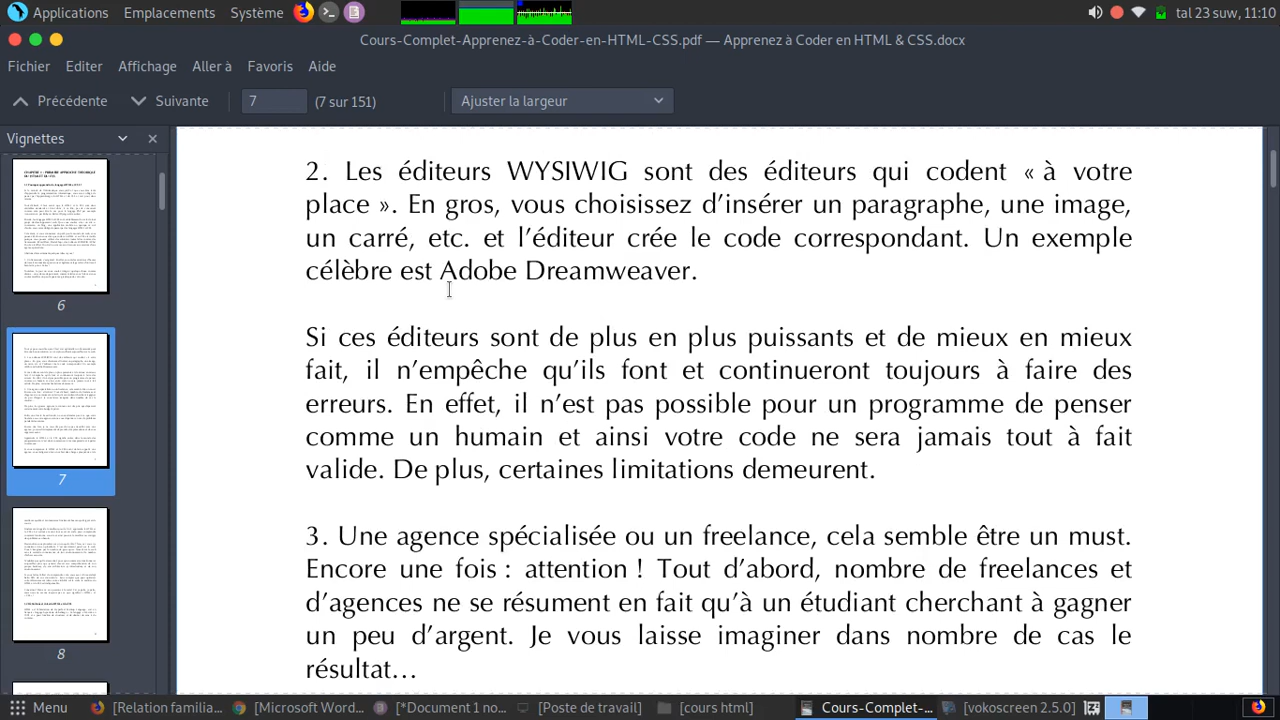 Applications Emplacements Système tal 23 suw, 11:10
Cours-Complet-Apprenez-à-Coder-en-HTML-CSS.pdf — Apprenez à Coder en HTML & CSS.docx
Fichier Editer Affichage Aller à Favoris Aide
Précédente Suivante 7 (7 sur 151) Ajuster la largeur
Vignettes
6
7
8
2. Les éditeurs WYSIWIG sont des éditeurs qui codent « à votre
place ». En gros, vous choisissez d’insérer un paragraphe, une image,
un carré, etc. et l’éditeur crée le code correspondant. Un exemple
célèbre est Adobe Dreamweaver.
Si ces éditeurs sont de plus en plus puissants et de mieux en mieux
fait, il n’empeche qu’ils font et continueront toujours à faire des
erreurs. En effet, il n’est pas possible pour un programme de penser
comme un humain et ainsi votre code ne sera jamais tout à fait
valide. De plus, certaines limitations demeurent.
3. Une agence spécialisée ou un freelance, cela semble être un must.
Encore une fois : attention ! Tout d’abord, nombre de freelances et
d’agences ne se résument en fait qu’à un étudiant cherchant à gagner
un peu d’argent. Je vous laisse imaginer dans nombre de cas le
résultat…
Menu [Relation familia... [Microsoft Word... [*Document 1 no... [Poste de travail] [cours html] Cours-Complet-... [vokoscreen 2.5.0]